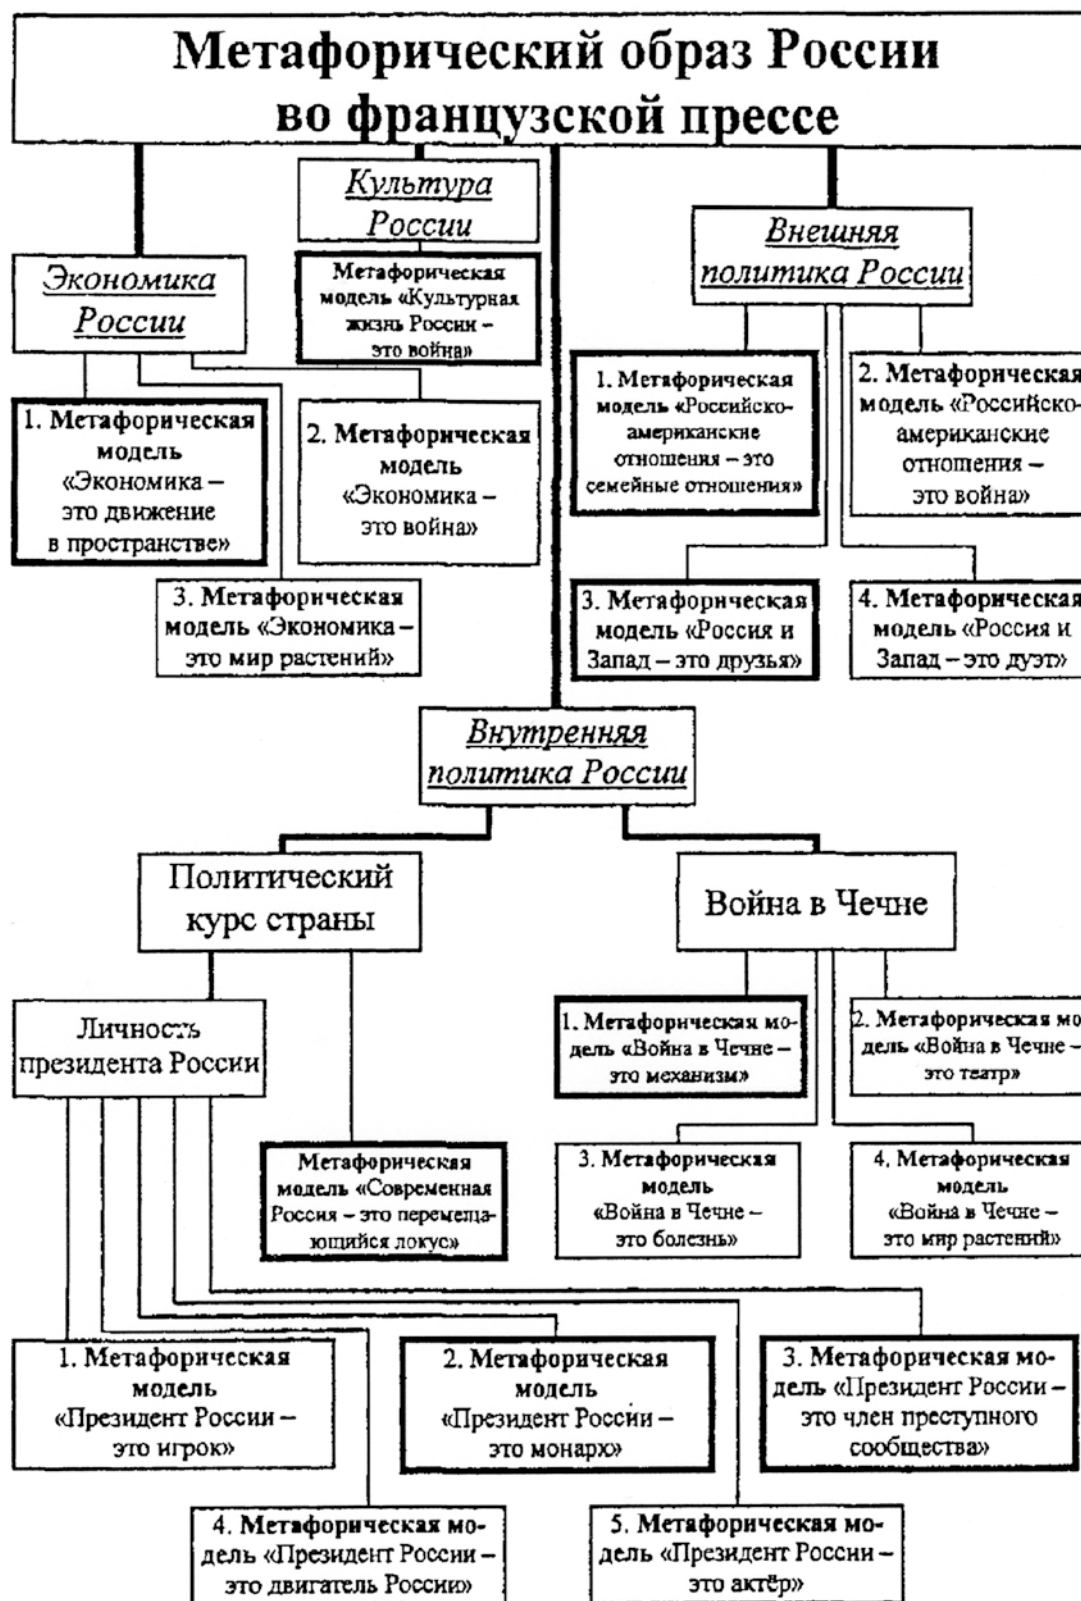 Метафорический образ России
во французской прессе
Культура
России
Внешняя
политика России
Экономика
России
Метафорическая
модель «Культурная
жизнь России –
это война»
1. Метафорическая
модель
«Экономика –
это движение
в пространстве»
2. Метафорическая
модель
«Экономика –
это война»
3. Метафорическая
модель «Экономика –
это мир растений»
1. Метафорическая
модель «Российско-
американские
отношения – это
семейные отношения»
2. Метафорическая
модель «Российско-
американские
отношения –
это война»
3. Метафорическая
модель «Россия и
Запад – это друзья»
4. Метафорическая
модель «Россия и
Запад – это дуэт»
Внутренняя
политика России
Политический
курс страны
Война в Чечне
Личность
президента России
1. Метафорическая мо-
дель «Война в Чечне –
это механизм»
2. Метафорическая мо
дель «Война в Чечне –
это театр»
Метафорическая
модель «Современная
Россия – это перемеща-
ющийся локус»
3. Метафорическая
модель
«Война в Чечне –
это болезнь»
4. Метафорическая
модель
«Война в Чечне –
это мир растений»
1. Метафорическая
модель
«Президент России –
это игрок»
2. Метафорическая
модель
«Президент России –
это монарх»
3. Метафорическая мо-
дель «Президент России –
это член преступного
сообщества»
4. Метафорическая мо-
дель «Президент России –
это двигатель России»
5. Метафорическая мо-
дель «Президент России –
это актёр»